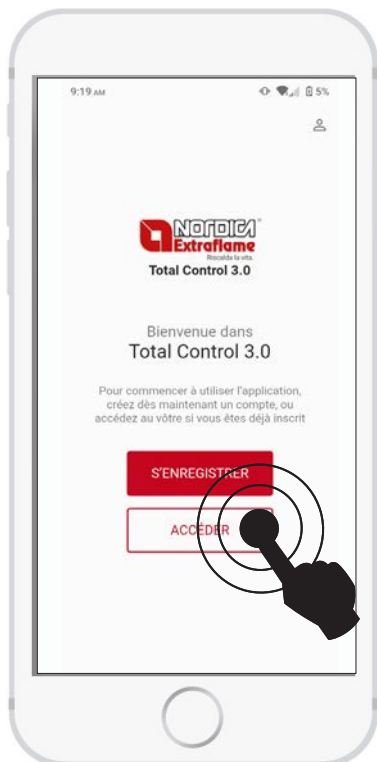 9:19 AM
5%
NORDICA
Extraflame
Riscalda la vita.
Total Control 3.0
Bienvenue dans
Total Control 3.0
Pour commencer à utiliser l'application,
créez dès maintenant un compte, ou
accédez au vôtre si vous êtes déjà inscrit
S'ENREGISTRER
ACCÉDER